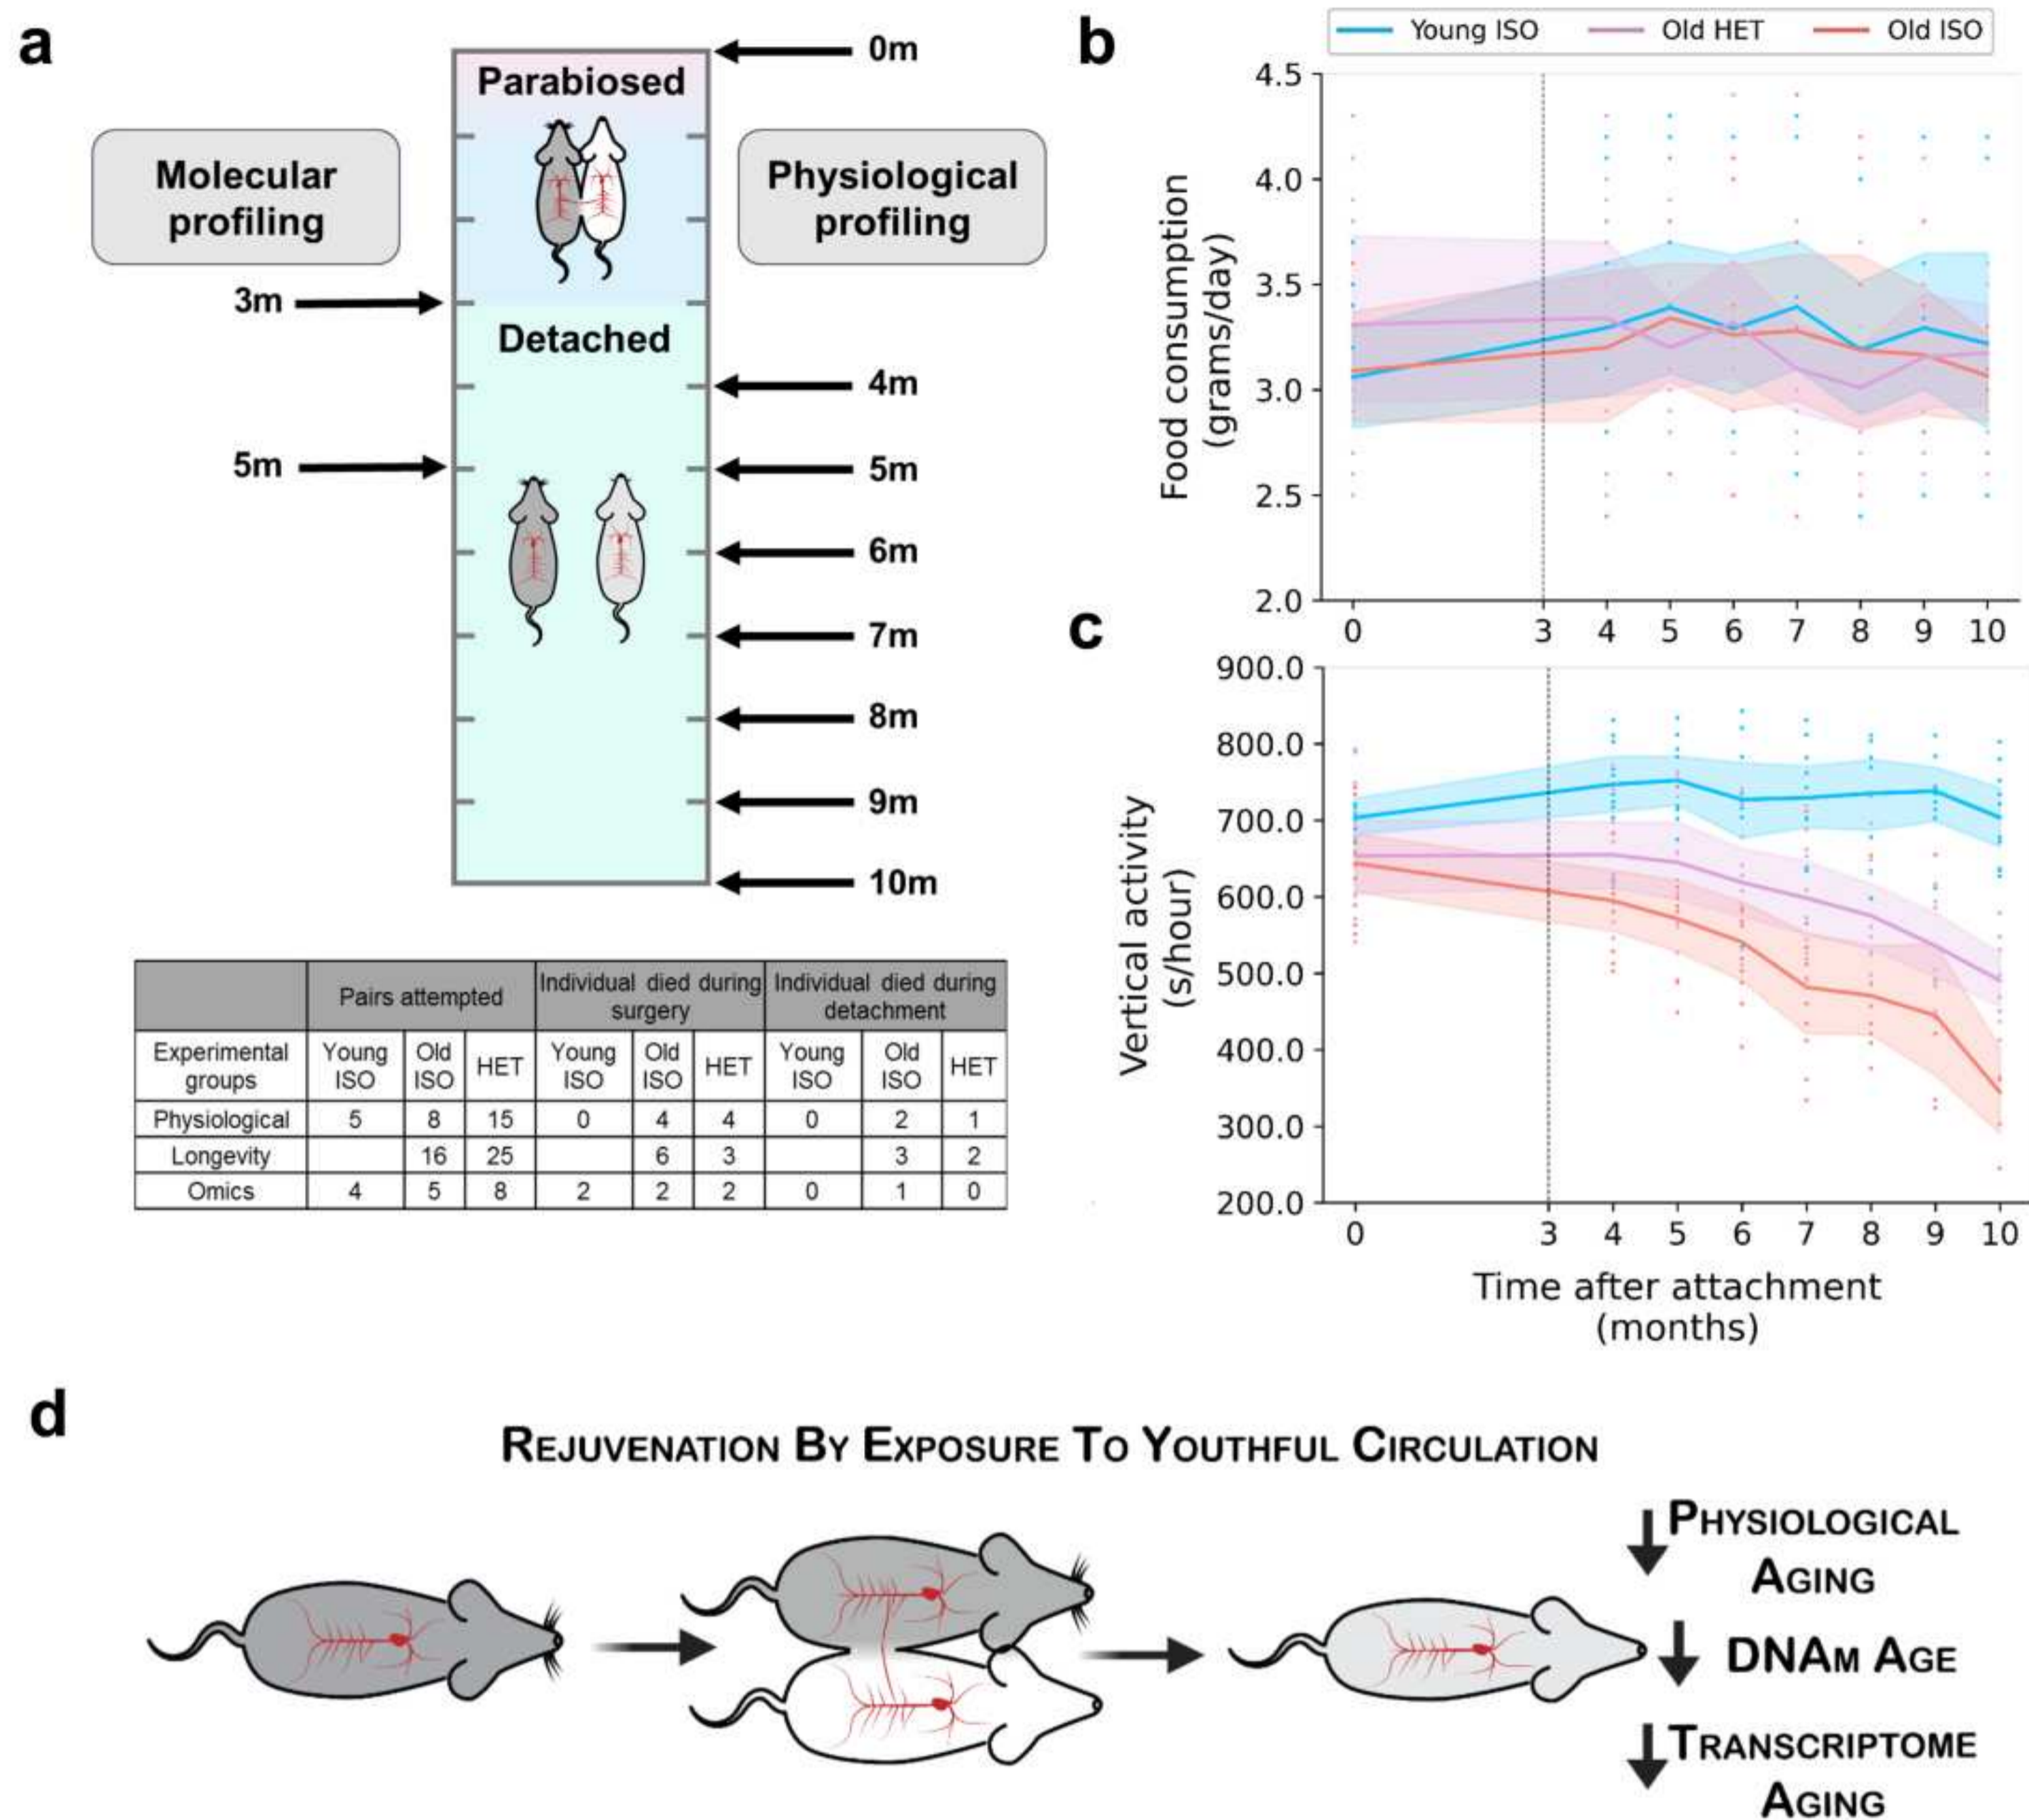 a
Parabiosed
0m
Molecular
profiling
Physiological
profiling
3m
Detached
4m
5m
5m
6m
7m
8m
9m
10m
Pairs attempted
Individual died during
surgery
Individual died during
detachment
Experimental
groups
Young
ISO
Old
ISO
HET
Young
ISO
Old
ISO
HET
Young
ISO
Old
ISO
HET
Physiological 5 8 15 0 4 4 0 2 1
Longevity 16 25 6 3 3 2
Omics 4 5 8 2 2 2 0 1 0
b
Young ISO Old HET Old ISO
Food consumption
(grams/day)
4.5
4.0
3.5
3.0
2.5
2.0
0 3 4 5 6 7 8 9 10
c
Vertical activity
(s/hour)
900.0
800.0
700.0
600.0
500.0
400.0
300.0
200.0
0 3 4 5 6 7 8 9 10
Time after attachment
(months)
d
REJUVENATION BY EXPOSURE TO YOUTHFUL CIRCULATION
PHYSIOLOGICAL
AGING
DNAM AGE
TRANSCRIPTOME
AGING